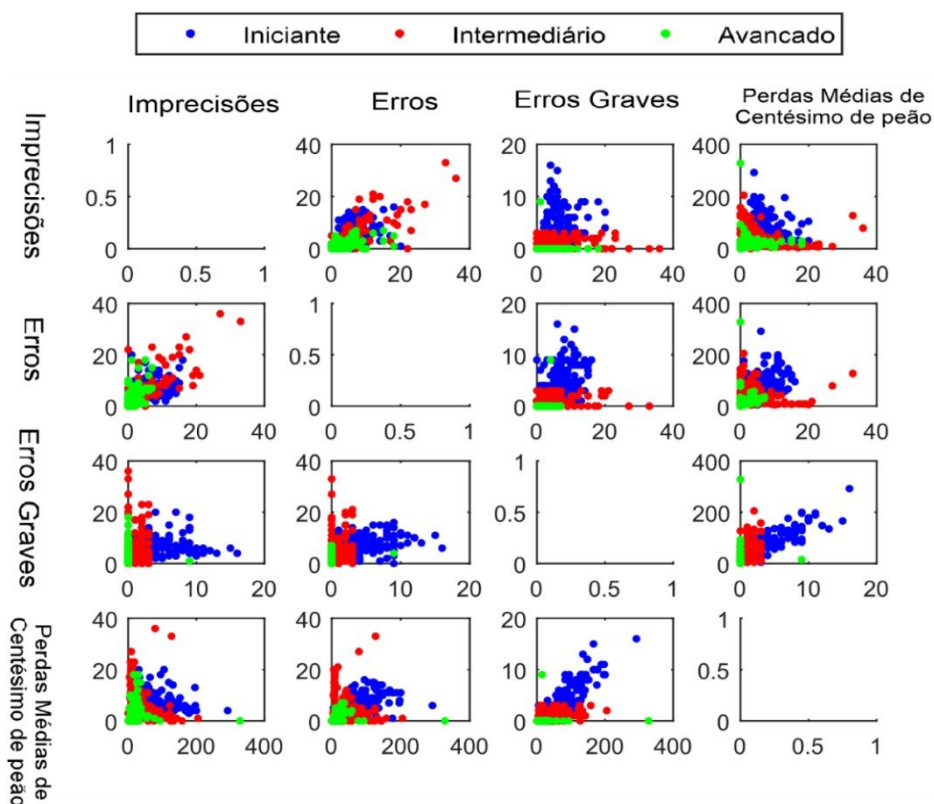 Iniciante Intermediário Avancado
Imprecisões Erros Erros Graves Perdas Médias de
Centésimo de peão
Imprecisões
1
0.5
0
0 0.5 1
40
20
0
0 20 40
20
10
0
0 20 40
400
200
0
0 20 40
Erros
40
20
0
0 20 40
1
0.5
0
0 0.5 1
20
10
0
0 20 40
400
200
0
0 20 40
Erros Graves
40
20
0
0 10 20
40
20
0
0 10 20
1
0.5
0
0 0.5 1
400
200
0
0 10 20
Perdas Médias de
Centésimo de peão
40
20
0
0 200 400
40
20
0
0 200 400
20
10
0
0 200 400
1
0.5
0
0 0.5 1